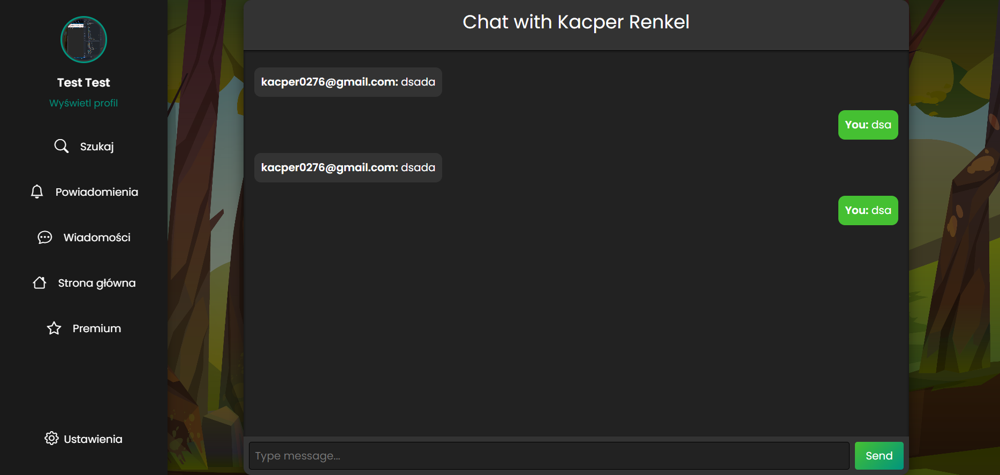 Test Test
Wyświetl profil
Szukaj
Powiadomienia
Wiadomości
Strona główna
Premium
Ustawienia
Chat with Kacper Renkel
kacper0276@gmail.com: dsada
You: dsa
kacper0276@gmail.com: dsada
You: dsa
Type message...
Send